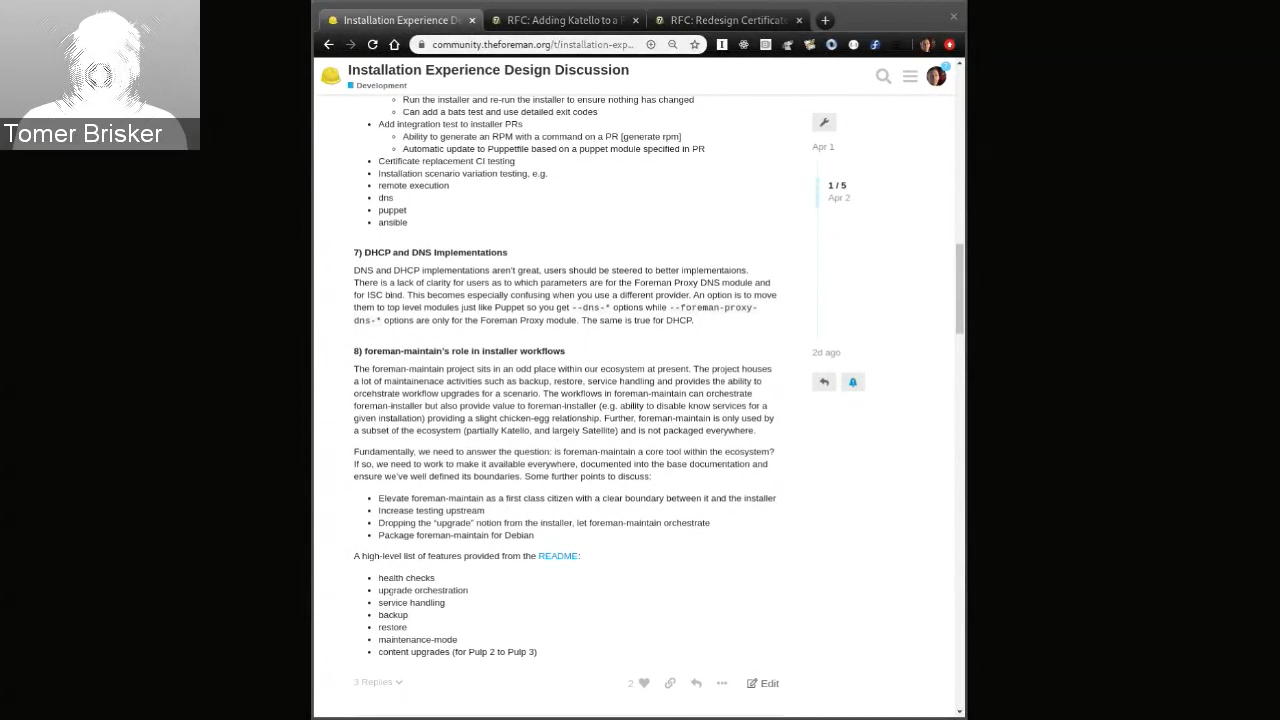 Tomer Brisker
Installation Experience De
RFC: Adding Katello to a F
RFC: Redesign Certificate
community.theforeman.org/t/installation-exp...
Installation Experience Design Discussion
Development
Run the installer and re-run the installer to ensure nothing has changed
Can add a bats test and use detailed exit codes
Add integration test to installer PRs
Ability to generate an RPM with a command on a PR [generate rpm]
Automatic update to Puppetfile based on a puppet module specified in PR
Certificate replacement CI testing
Installation scenario variation testing, e.g.
remote execution
dns
puppet
ansible
7) DHCP and DNS Implementations
DNS and DHCP implementations aren't great, users should be steered to better implementaions.
There is a lack of clarity for users as to which parameters are for the Foreman Proxy DNS module and
for ISC bind. This becomes especially confusing when you use a different provider. An option is to move
them to top level modules just like Puppet so you get --dns-* options while --foreman-proxy-
dns-* options are only for the Foreman Proxy module. The same is true for DHCP.
8) foreman-maintain's role in installer workflows
The foreman-maintain project sits in an odd place within our ecosystem at present. The project houses
a lot of maintainenace activities such as backup, restore, service handling and provides the ability to
orcehstrate workflow upgrades for a scenario. The workflows in foreman-maintain can orchestrate
foreman-installer but also provide value to foreman-installer (e.g. ability to disable know services for a
given installation) providing a slight chicken-egg relationship. Further, foreman-maintain is only used by
a subset of the ecosystem (partially Katello, and largely Satellite) and is not packaged everywhere.
Fundamentally, we need to answer the question: is foreman-maintain a core tool within the ecosystem?
If so, we need to work to make it available everywhere, documented into the base documentation and
ensure we've well defined its boundaries. Some further points to discuss:
Elevate foreman-maintain as a first class citizen with a clear boundary between it and the installer
Increase testing upstream
Dropping the "upgrade" notion from the installer, let foreman-maintain orchestrate
Package foreman-maintain for Debian
A high-level list of features provided from the README:
health checks
upgrade orchestration
service handling
backup
restore
maintenance-mode
content upgrades (for Pulp 2 to Pulp 3)
3 Replies
2
Edit
Apr 1
1 / 5
Apr 2
2d ago